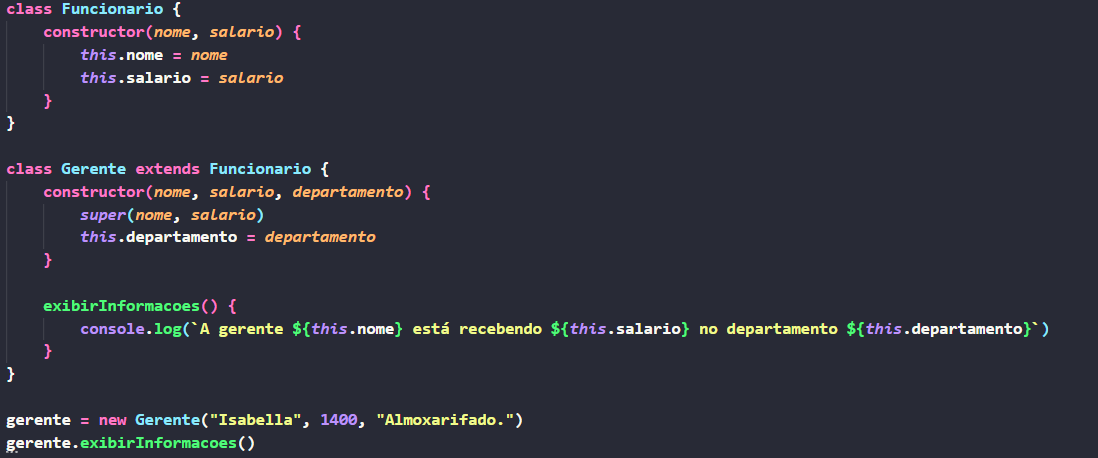 class Funcionario {
    constructor(nome, salario) {
        this.nome = nome
        this.salario = salario
    }
}

class Gerente extends Funcionario {
    constructor(nome, salario, departamento) {
        super(nome, salario)
        this.departamento = departamento
    }

    exibirInformacoes() {
        console.log(`A gerente ${this.nome} está recebendo ${this.salario} no departamento ${this.departamento}`)
    }
}

gerente = new Gerente("Isabella", 1400, "Almoxarifado.")
gerente.exibirInformacoes()